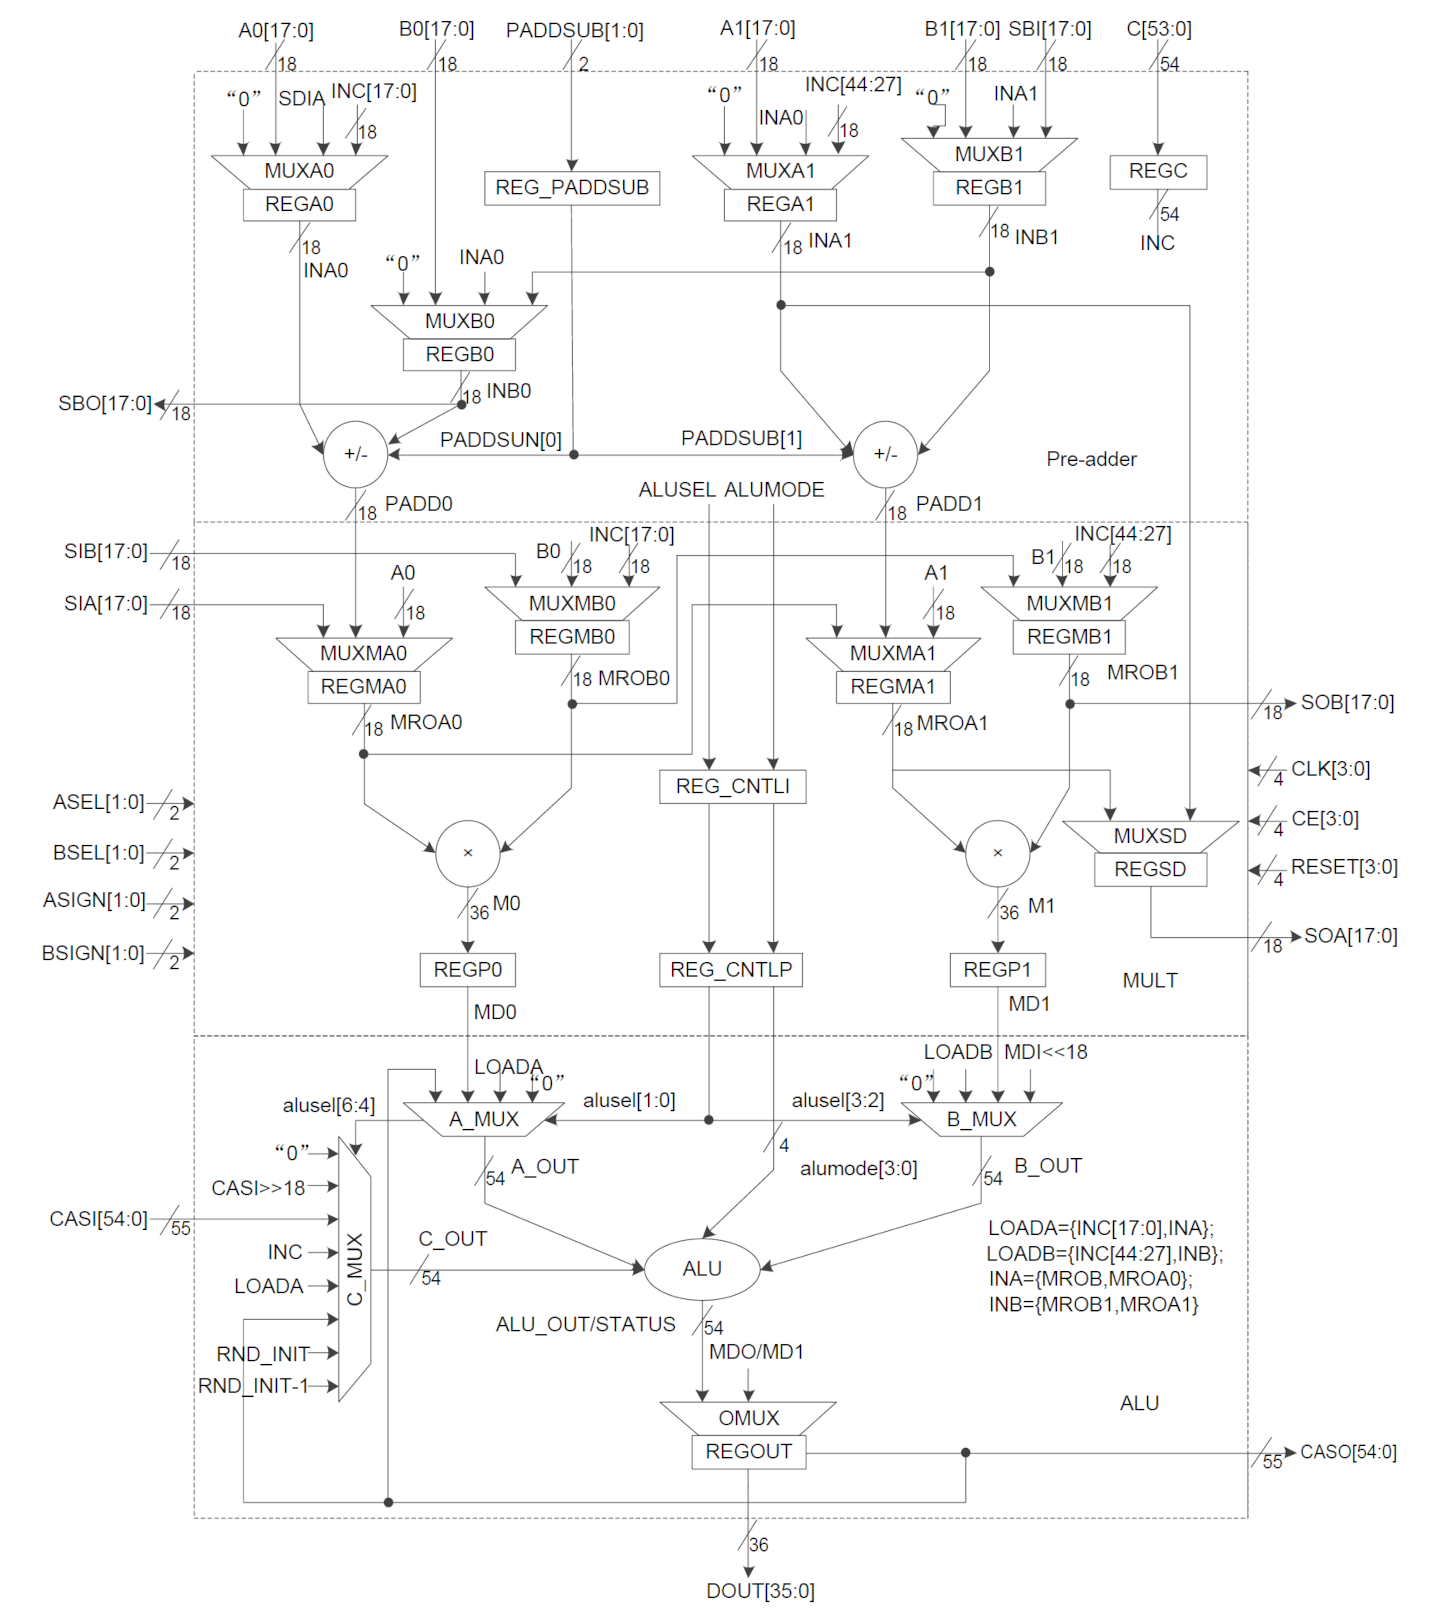 A0[17:0] B0[17:0] PADDSUB[1:0] A1[17:0] B1[17:0] SBI[17:0] C[53:0]
18 18 2 18 18 18 54
“0” SDIA INC[17:0] “0” INC[44:27] “0” INA1
18 INA0 18
MUXA0 MUXA1 MUXB1 REGC
REGA0 REG_PADDSUB REGA1 REGB1
18 18 INA1 18 INB1 54
INA0 “0” INA0 INC
MUXB0
REGB0
SBO[17:0] 18 18 INB0
+/- PADDSUN[0] PADDSUB[1] +/- Pre-adder
ALUSEL ALUMODE
18 PADD0 18 PADD1
SIB[17:0] 18 B0 18 INC[17:0] 18 B1 18 INC[44:27] 18
SIA[17:0] 18 A0 18 A1 18
MUXMB0 MUXMB1
REGMB0 REGMB1
MUXMA0 MUXMA1
REGMA0 18 MROB0 REGMA1 18 MROB1
18 MROA0 18 MROA1 18 SOB[17:0]
REG_CNTLI 4 CLK[3:0]
ASEL[1:0] 2 4 CE[3:0]
BSEL[1:0] 2 × × MUXSD
REGSD 4 RESET[3:0]
ASIGN[1:0] 2 36 M0 36 M1
BSIGN[1:0] 2 18 SOA[17:0]
REGP0 REG_CNTLP REGP1 MULT
MD0 MD1
LOADA “0” LOADB MDI<<18
“0”
alusel[6:4] A_MUX alusel[1:0] alusel[3:2] B_MUX
“0” 4
CASI>>18 54 A_OUT alumode[3:0] 54 B_OUT
CASI[54:0] 55
C_MUX
INC C_OUT
54 ALU
LOADA
RND_INIT
RND_INIT-1
LOADA={INC[17:0],INA};
LOADB={INC[44:27],INB};
INA={MROB,MROA0};
INB={MROB1,MROA1}
ALU_OUT/STATUS 54
MDO/MD1
OMUX ALU
REGOUT 55 CASO[54:0]
36
DOUT[35:0]